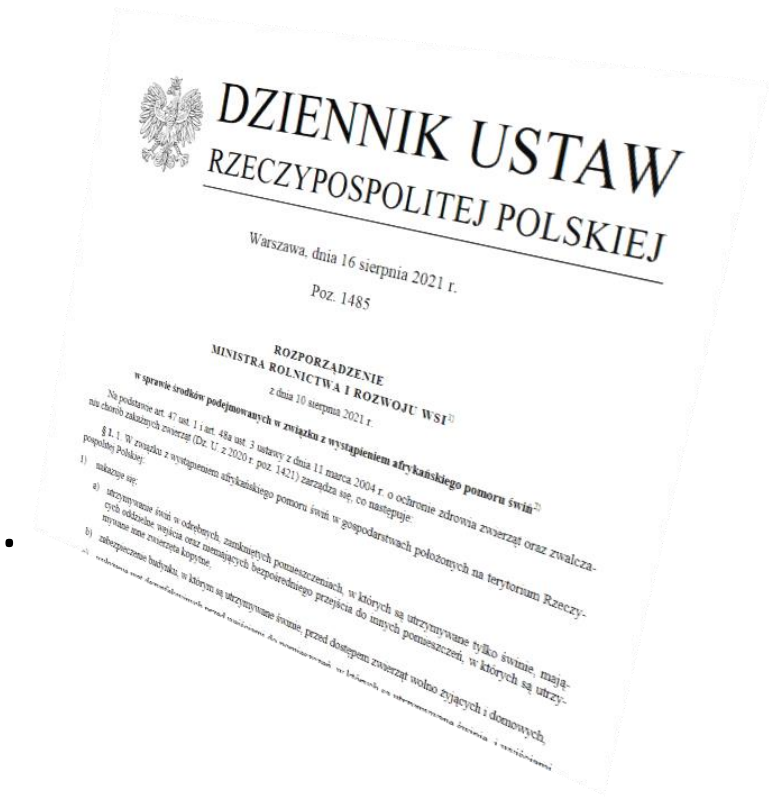 DZIENNIK USTAW
RZECZYPOSPOLITEJ POLSKIEJ
Warszawa, dnia 16 sierpnia 2021 r.
Poz. 1485
ROZPORZĄDZENIE
MINISTRA ROLNICTWA I ROZWOJU WSI1)
z dnia 10 sierpnia 2021 r.
w sprawie środków podejmowanych w związku z wystąpieniem afrykańskiego pomoru świń2)
Na podstawie art. 47 ust. 1 i art. 48a ust. 3 ustawy z dnia 11 marca 2004 r. o ochronie zdrowia zwierząt oraz zwalcza-
niu chorób zakaźnych zwierząt (Dz. U. z 2020 r. poz. 1421) zarządza się, co następuje:
§ 1. 1. W związku z wystąpieniem afrykańskiego pomoru świń w gospodarstwach położonych na terytorium Rzeczy-
pospolitej Polskiej:
1) nakazuje się:
a) utrzymywanie świń w odrębnych, zamkniętych pomieszczeniach, w których są utrzymywane tylko świnie, mają-
cych oddzielne wejścia oraz niemających bezpośredniego przejścia do innych pomieszczeń, w których są utrzy-
mywane inne zwierzęta kopytne,
b) zabezpieczenie budynku, w którym są utrzymywane świnie, przed dostępem zwierząt wolno żyjących i domowych,